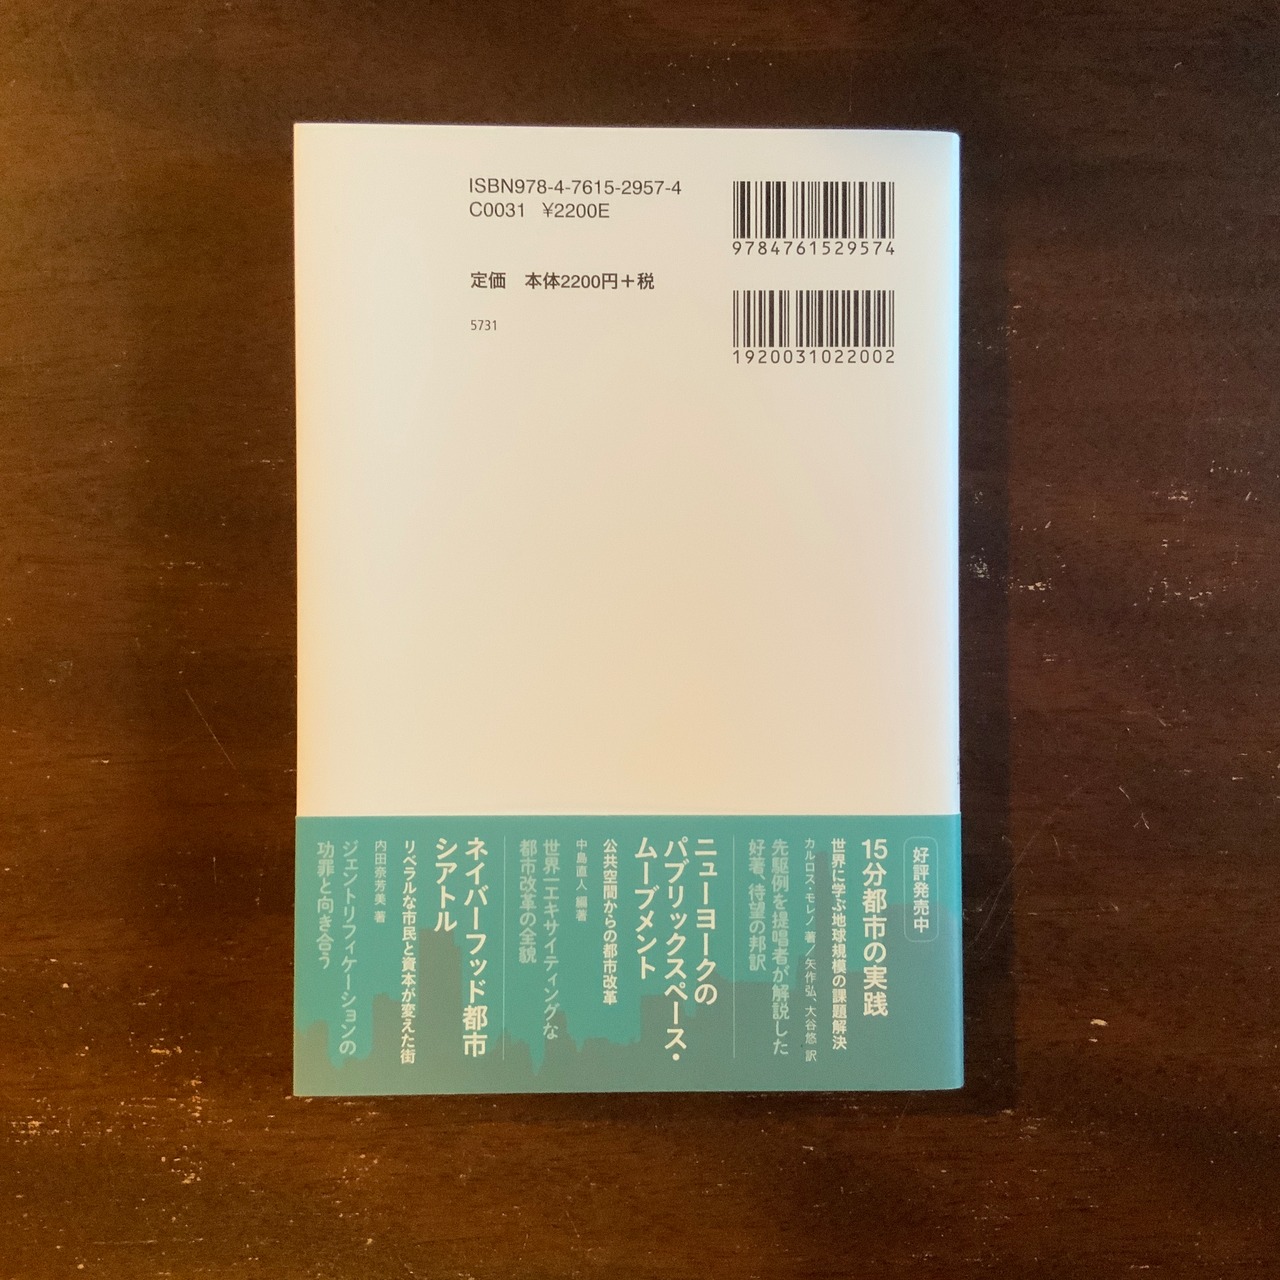 ISBN978-4-7615-2957-4
C0031 ¥2200E
定価 本体2200円＋税
5731
9784761529574
1920031022002
好評発売中
15分都市の実践
世界に学ぶ地球規模の課題解決
カルロス・モレノ 著／矢作弘、大谷悠 訳
先駆例を提唱者が解説した
好著、待望の邦訳
ニューヨークの
パブリックスペース・
ムーブメント
公共空間からの都市改革
中島直人 編著
世界一エキサイティングな
都市改革の全貌
ネイバーフッド都市
シアトル
リベラルな市民と資本が変えた街
内田奈芳美 著
ジェントリフィケーションの
功罪と向き合う